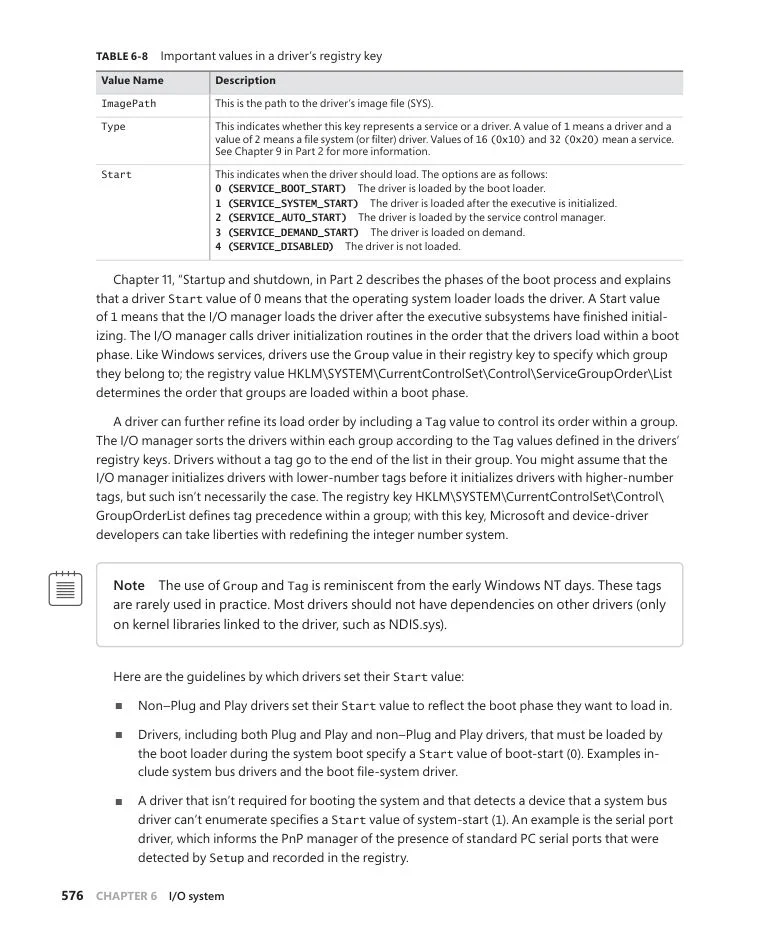 TABLE 6-8 Important values in a driver’s registry key
Value Name Description
ImagePath This is the path to the driver’s image file (SYS).
Type This indicates whether this key represents a service or a driver. A value of 1 means a driver and a
value of 2 means a file system (or filter) driver. Values of 16 (0x10) and 32 (0x20) mean a service.
See Chapter 9 in Part 2 for more information.
Start This indicates when the driver should load. The options are as follows:
0 (SERVICE_BOOT_START) The driver is loaded by the boot loader.
1 (SERVICE_SYSTEM_START) The driver is loaded after the executive is initialized.
2 (SERVICE_AUTO_START) The driver is loaded by the service control manager.
3 (SERVICE_DEMAND_START) The driver is loaded on demand.
4 (SERVICE_DISABLED) The driver is not loaded.
Chapter 11, “Startup and shutdown, in Part 2 describes the phases of the boot process and explains
that a driver Start value of 0 means that the operating system loader loads the driver. A Start value
of 1 means that the I/O manager loads the driver after the executive subsystems have finished initial-
izing. The I/O manager calls driver initialization routines in the order that the drivers load within a boot
phase. Like Windows services, drivers use the Group value in their registry key to specify which group
they belong to; the registry value HKLM\SYSTEM\CurrentControlSet\Control\ServiceGroupOrder\List
determines the order that groups are loaded within a boot phase.
A driver can further refine its load order by including a Tag value to control its order within a group.
The I/O manager sorts the drivers within each group according to the Tag values defined in the drivers’
registry keys. Drivers without a tag go to the end of the list in their group. You might assume that the
I/O manager initializes drivers with lower-number tags before it initializes drivers with higher-number
tags, but such isn’t necessarily the case. The registry key HKLM\SYSTEM\CurrentControlSet\Control\
GroupOrderList defines tag precedence within a group; with this key, Microsoft and device-driver
developers can take liberties with redefining the integer number system.
Note The use of Group and Tag is reminiscent from the early Windows NT days. These tags
are rarely used in practice. Most drivers should not have dependencies on other drivers (only
on kernel libraries linked to the driver, such as NDIS.sys).
Here are the guidelines by which drivers set their Start value:
■ Non–Plug and Play drivers set their Start value to reflect the boot phase they want to load in.
■ Drivers, including both Plug and Play and non–Plug and Play drivers, that must be loaded by
the boot loader during the system boot specify a Start value of boot-start (0). Examples in-
clude system bus drivers and the boot file-system driver.
■ A driver that isn’t required for booting the system and that detects a device that a system bus
driver can’t enumerate specifies a Start value of system-start (1). An example is the serial port
driver, which informs the PnP manager of the presence of standard PC serial ports that were
detected by Setup and recorded in the registry.
576 CHAPTER 6 I/O system